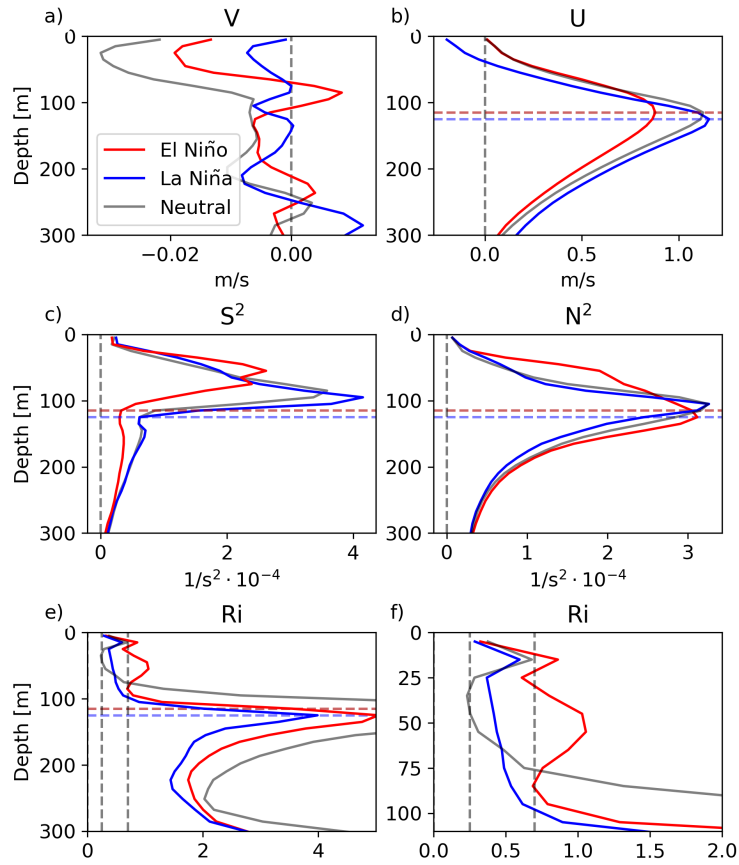 a) V b) U
0 0
100 100
200 200
300 300
Depth [m]
El Niño
La Niña
Neutral
−0.02 0.00 0.0 0.5 1.0
m/s m/s
c) S² d) N²
0 0
100 100
200 200
300 300
Depth [m]
0 2 4 0 1 2 3
1/s² · 10⁻⁴ 1/s² · 10⁻⁴
e) Ri f) Ri
0 0
100 25
200 50
300 75
100
Depth [m]
0 2 4 0.0 0.5 1.0 1.5 2.0